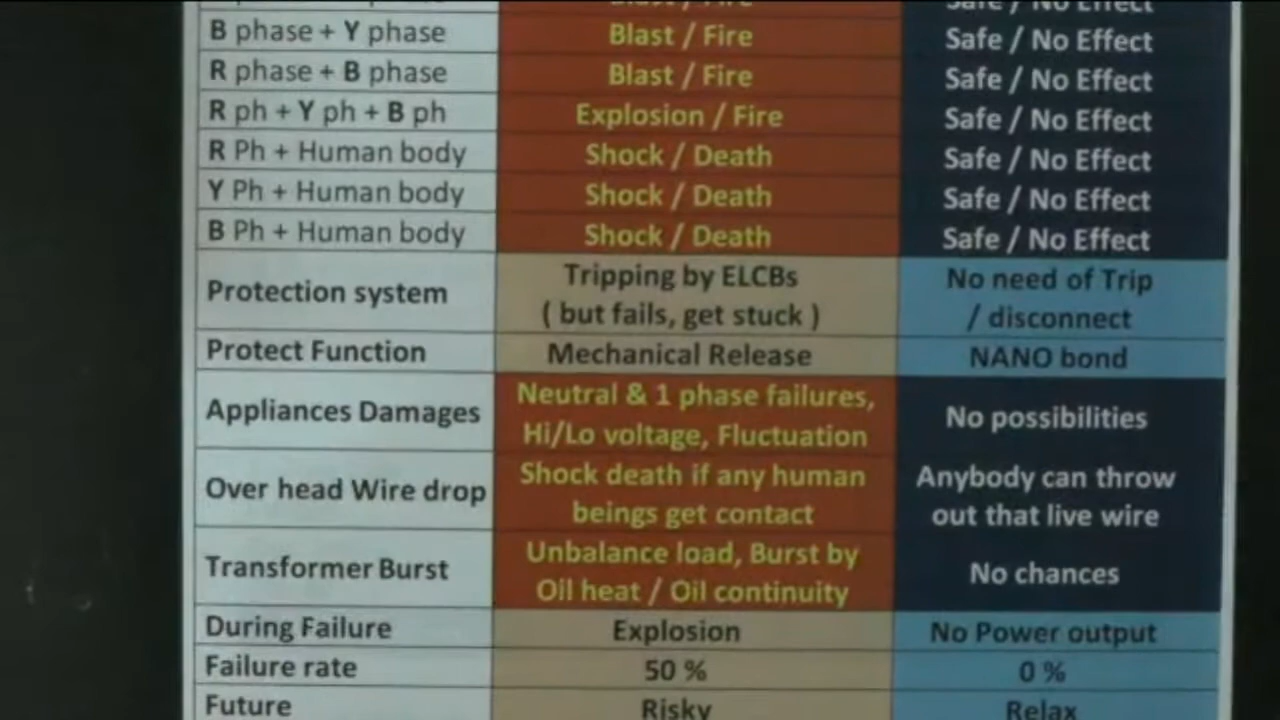 Blast / Fire
Safe / No Effect
B phase + Y phase
Blast / Fire
Safe / No Effect
R phase + B phase
Blast / Fire
Safe / No Effect
R ph + Y ph + B ph
Explosion / Fire
Safe / No Effect
R Ph + Human body
Shock / Death
Safe / No Effect
Y Ph + Human body
Shock / Death
Safe / No Effect
B Ph + Human body
Shock / Death
Safe / No Effect
Protection system
Tripping by ELCBs
( but fails, get stuck )
No need of Trip
/ disconnect
Protect Function
Mechanical Release
NANO bond
Appliances Damages
Neutral & 1 phase failures,
Hi/Lo voltage, Fluctuation
No possibilities
Over head Wire drop
Shock death if any human
beings get contact
Anybody can throw
out that live wire
Transformer Burst
Unbalance load, Burst by
Oil heat / Oil continuity
No chances
During Failure
Explosion
No Power output
Failure rate
50 %
0 %
Future
Risky
Relax